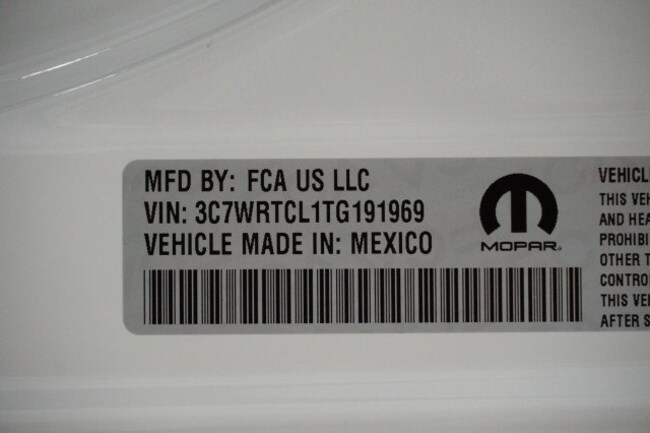 MFD BY: FCA US LLC
VIN: 3C7WRTCL1TG191969
VEHICLE MADE IN: MEXICO
MOPAR
VEHICL
THIS VEH
AND HEA
PROHIBI
OTHER T
CONTRO
THIS VE
AFTER S